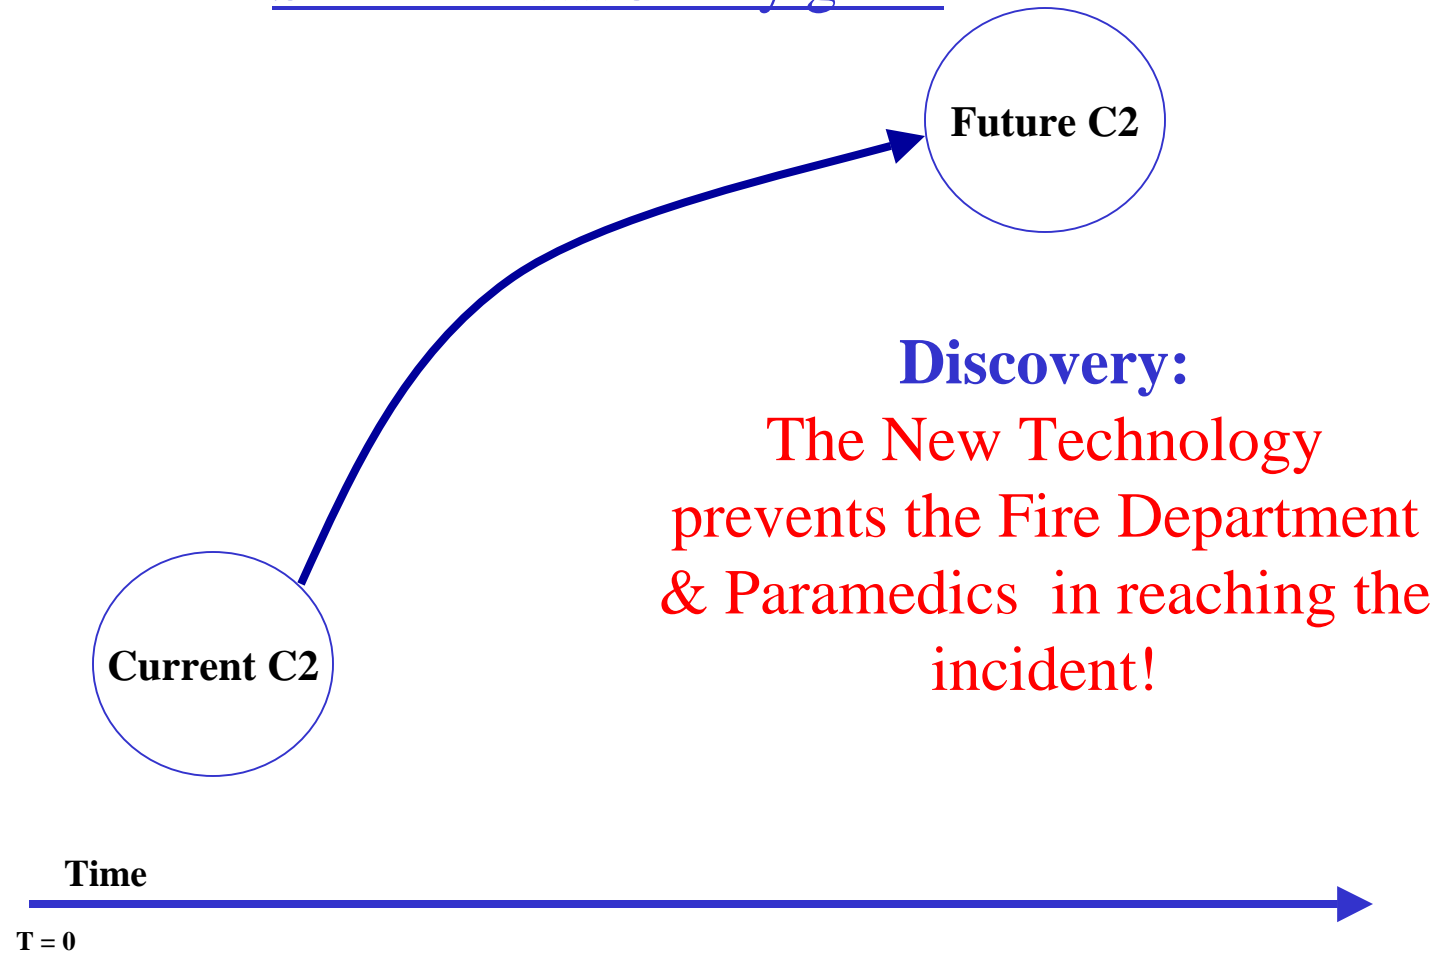 Future C2
Discovery:
The New Technology
prevents the Fire Department
& Paramedics  in reaching the
incident!
Current C2
Time
T = 0